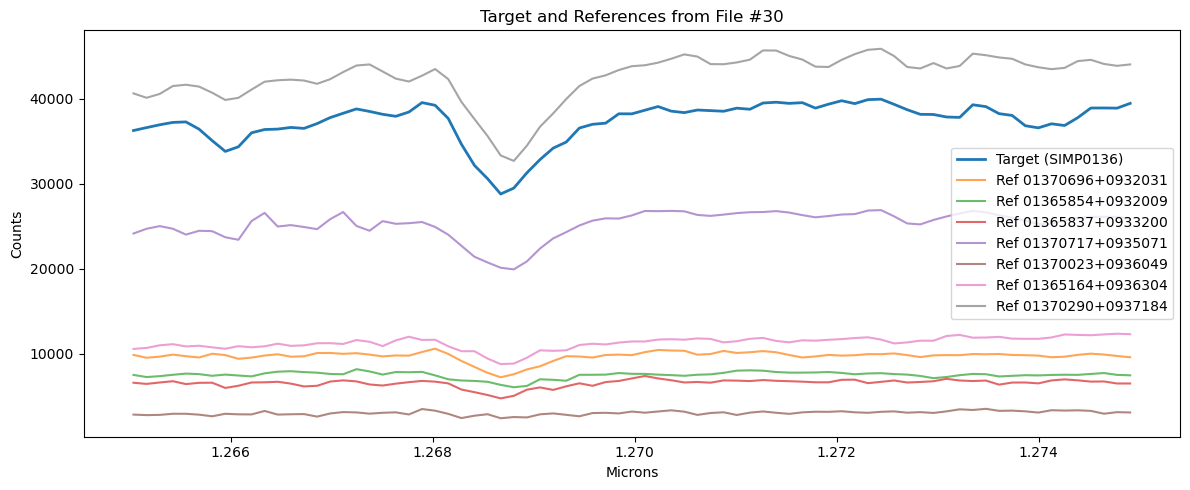 Target and References from File #30
Counts
40000
30000
20000
10000
Target (SIMP0136)
Ref 01370696+0932031
Ref 01365854+0932009
Ref 01365837+0933200
Ref 01370717+0935071
Ref 01370023+0936049
Ref 01365164+0936304
Ref 01370290+0937184
1.266
1.268
1.270
1.272
1.274
Microns